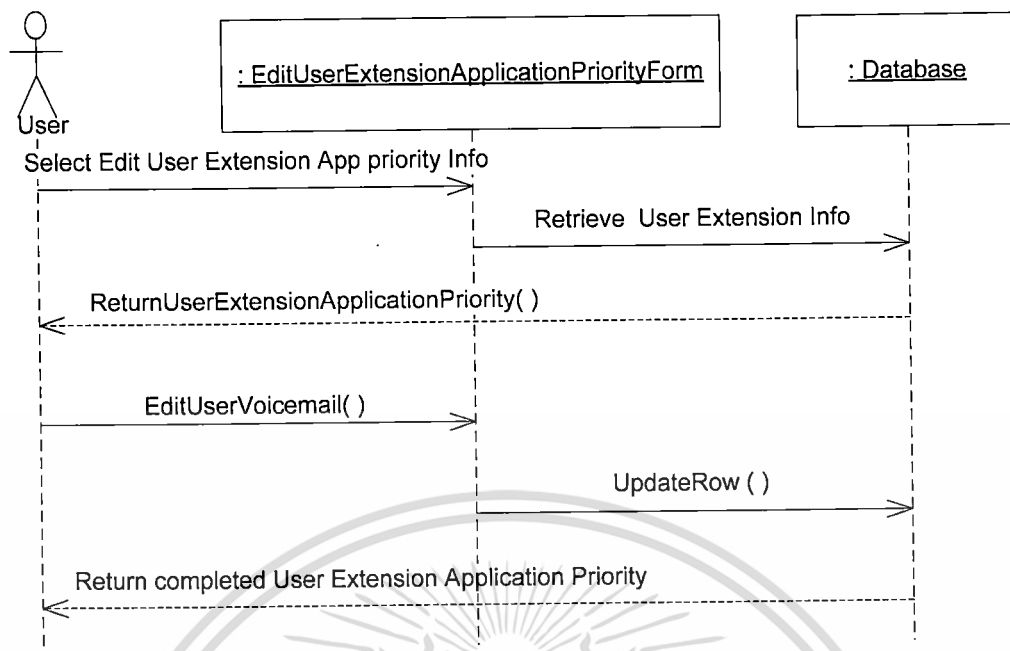 : EditUserExtensionApplicationPriorityForm
: Database
User
Select Edit User Extension App priority Info
Retrieve User Extension Info
ReturnUserExtensionApplicationPriority( )
EditUserVoicemail( )
UpdateRow ( )
Return completed User Extension Application Priority